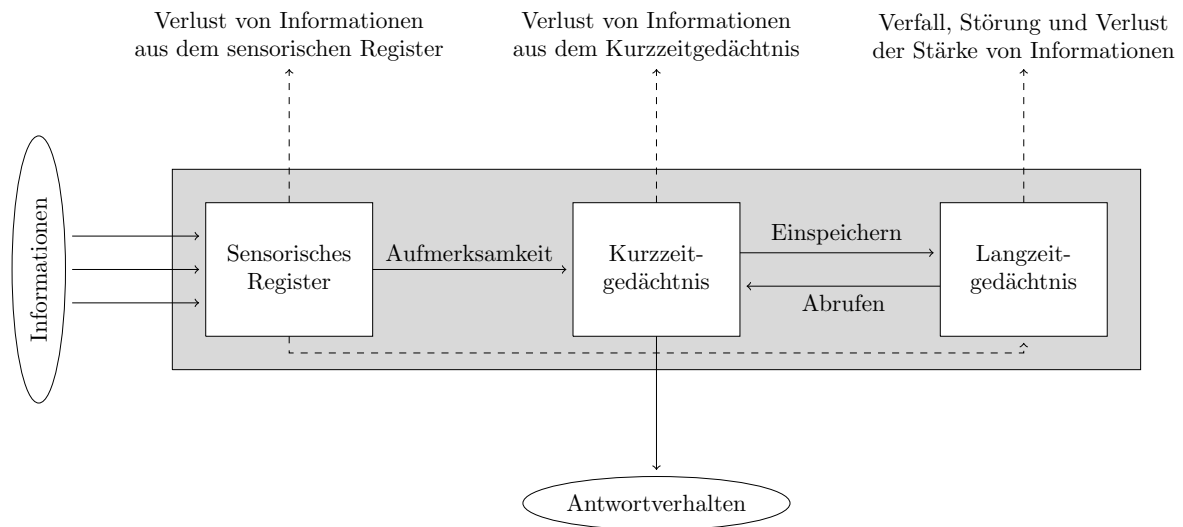 Verlust von Informationen
aus dem sensorischen Register
Verlust von Informationen
aus dem Kurzzeitgedächtnis
Verfall, Störung und Verlust
der Stärke von Informationen
Informationen
Sensorisches
Register
Aufmerksamkeit
Kurzzeit-
gedächtnis
Einspeichern
Abrufen
Langzeit-
gedächtnis
Antwortverhalten